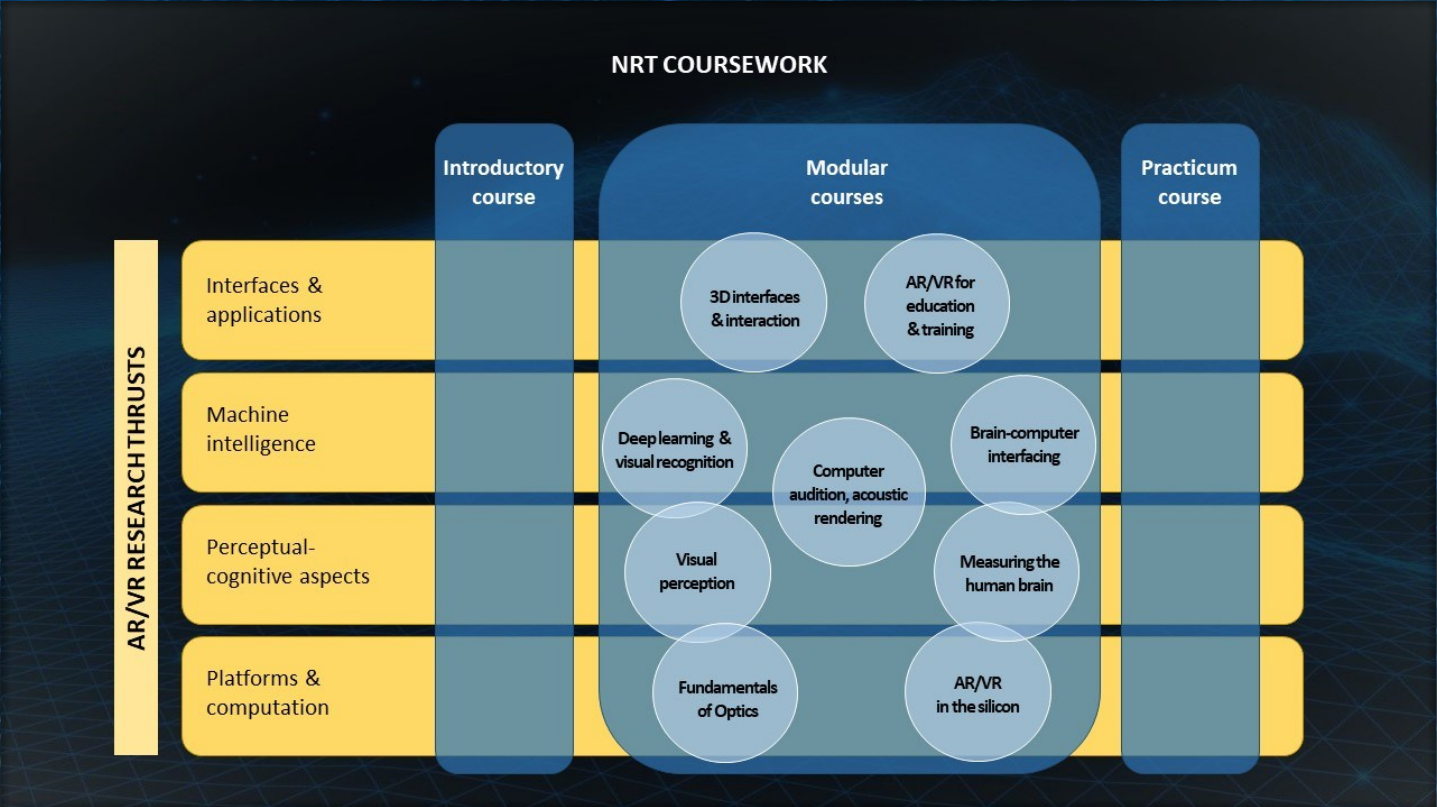 NRT COURSEWORK
Introductory
course
Modular
courses
Practicum
course
AR/VR RESEARCH THRUSTS
Interfaces &
applications
3D interfaces
& interaction
AR/VR for
education
& training
Machine
intelligence
Deep learning &
visual recognition
Computer
audition, acoustic
rendering
Brain-computer
interfacing
Perceptual-
cognitive aspects
Visual
perception
Measuring the
human brain
Platforms &
computation
Fundamentals
of Optics
AR/VR
in the silicon